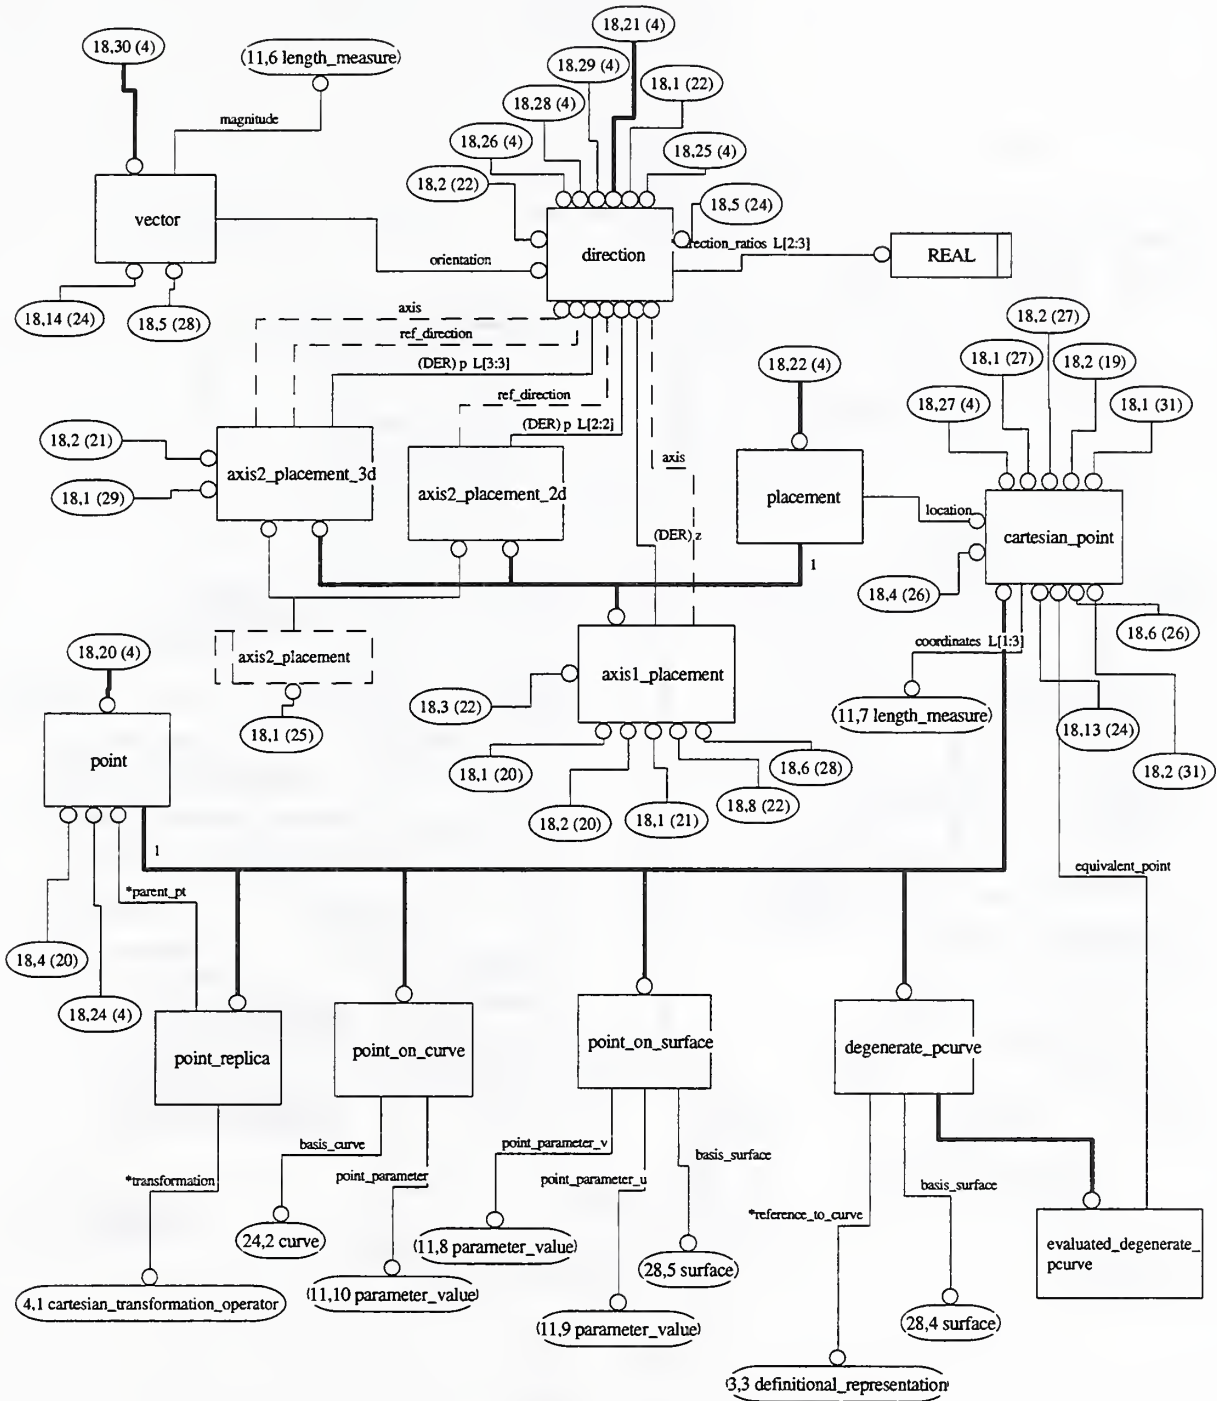 18,21 (4)
18,30 (4)
(11,6 length_measure)
18,29 (4)
18,1 (22)
18,28 (4)
magnitude
18,26 (4)
18,25 (4)
18,2 (22)
18,5 (24)
vector
direction
rection_ratios L[2:3]
REAL
orientation
18,14 (24)
18,5 (28)
axis
ref_direction
(DER) p L[3:3]
18,2 (27)
18,22 (4)
18,1 (27)
18,2 (19)
18,27 (4)
18,1 (31)
ref_direction
(DER) p L[2:2]
18,2 (21)
axis
axis2_placement_3d
axis2_placement_2d
placement
18,1 (29)
location
(DER) z
cartesian_point
1
18,4 (26)
18,6 (26)
coordinates L[1:3]
18,20 (4)
axis2_placement
axis1_placement
18,3 (22)
(11,7 length_measure)
18,1 (25)
18,13 (24)
point
18,1 (20)
18,6 (28)
18,2 (31)
18,8 (22)
18,2 (20)
18,1 (21)
1
equivalent_point
*parent_pt
18,4 (20)
18,24 (4)
point_replica
point_on_curve
point_on_surface
degenerate_pcurve
basis_curve
point_parameter_v
basis_surface
*transformation
point_parameter
point_parameter_u
basis_surface
*reference_to_curve
24,2 curve
(11,8 parameter_value)
evaluated_degenerate_
pcurve
(28,5 surface)
4,1 cartesian_transformation_operator
(11,10 parameter_value)
(11,9 parameter_value)
(28,4 surface)
(3,3 definitional_representation